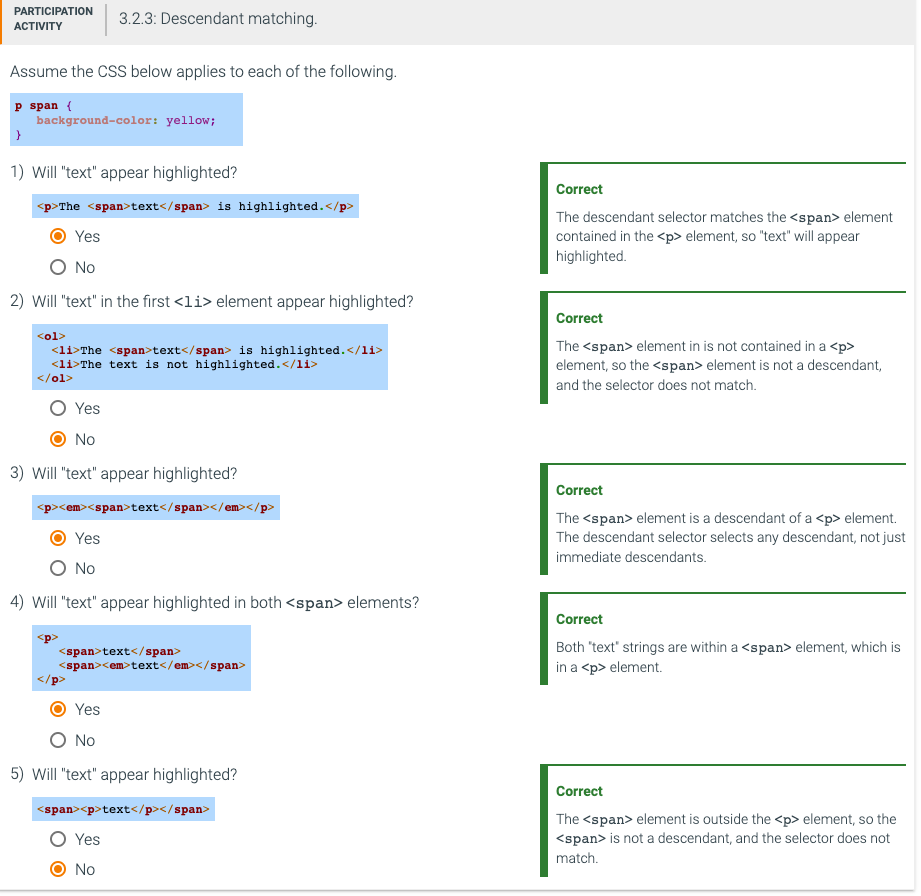 PARTICIPATION
ACTIVITY
3.2.3: Descendant matching.
Assume the CSS below applies to each of the following.
p span {
   background-color: yellow;
}
1) Will "text" appear highlighted?
<p>The <span>text</span> is highlighted.</p>
Yes
No
Correct
The descendant selector matches the <span> element
contained in the <p> element, so "text" will appear
highlighted.
2) Will "text" in the first <li> element appear highlighted?
<ol>
  <li>The <span>text</span> is highlighted.</li>
  <li>The text is not highlighted.</li>
</ol>
Yes
No
Correct
The <span> element in is not contained in a <p>
element, so the <span> element is not a descendant,
and the selector does not match.
3) Will "text" appear highlighted?
<p><em><span>text</span></em></p>
Yes
No
Correct
The <span> element is a descendant of a <p> element.
The descendant selector selects any descendant, not just
immediate descendants.
4) Will "text" appear highlighted in both <span> elements?
<p>
   <span>text</span>
   <span><em>text</em></span>
</p>
Yes
No
Correct
Both "text" strings are within a <span> element, which is
in a <p> element.
5) Will "text" appear highlighted?
<span><p>text</p></span>
Yes
No
Correct
The <span> element is outside the <p> element, so the
<span> is not a descendant, and the selector does not
match.